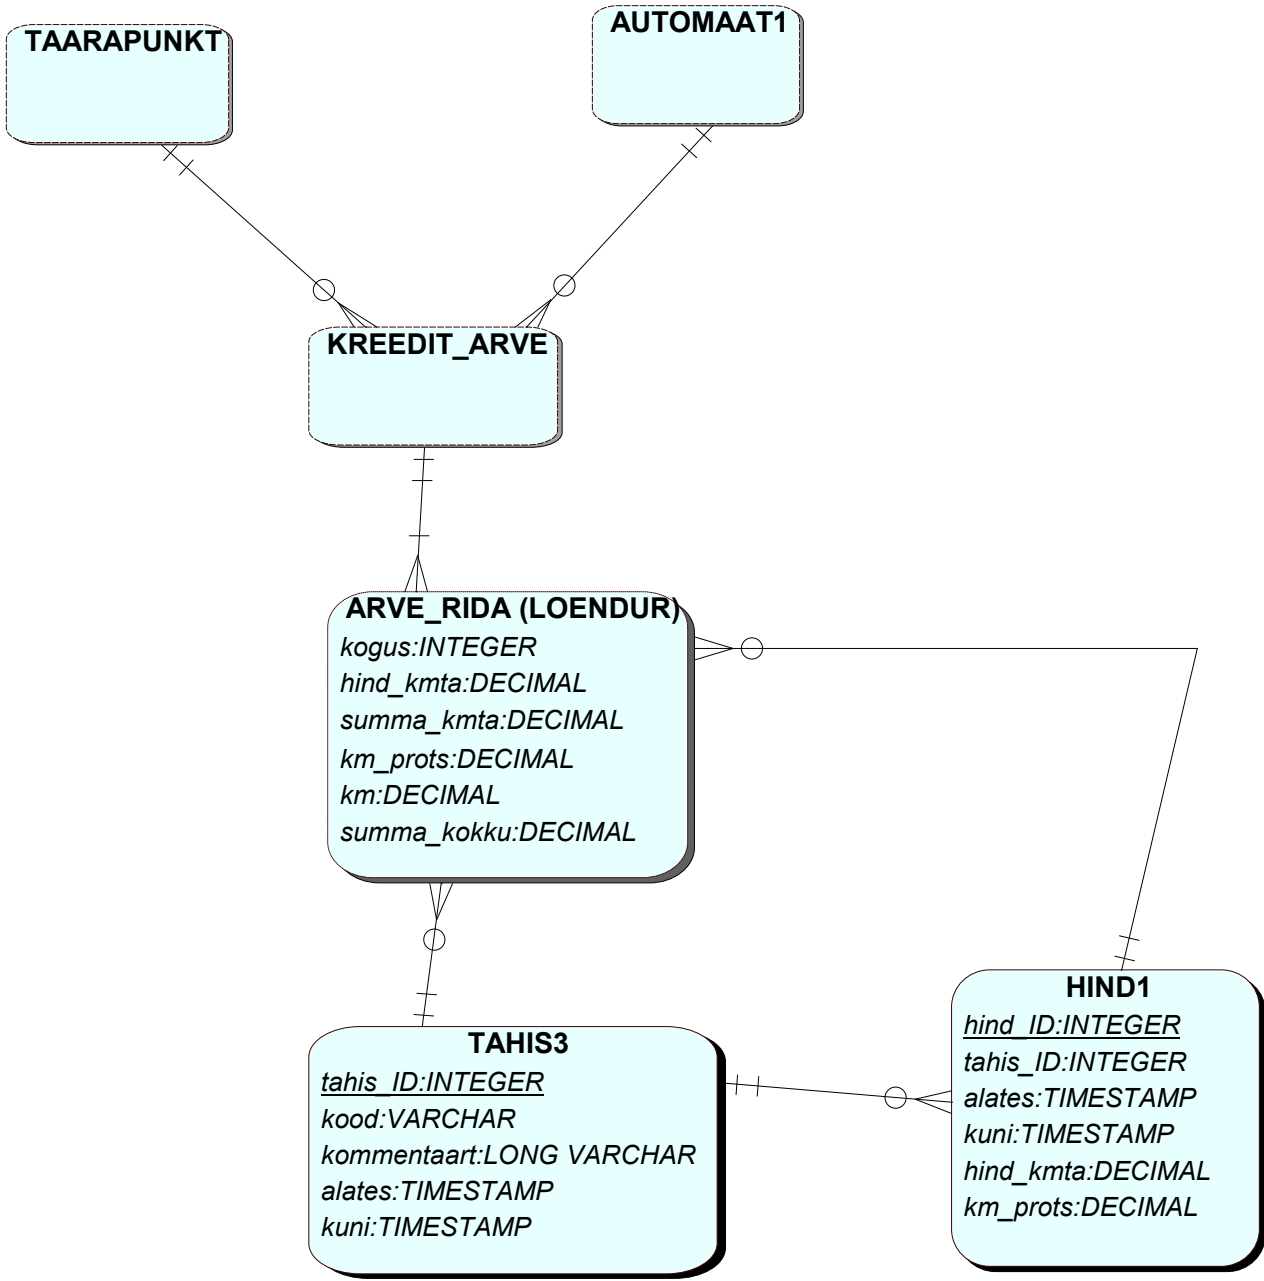 TAARAPUNKT
AUTOMAAT1
KREEDIT_ARVE
ARVE_RIDA (LOENDUR)
kogus:INTEGER
hind_kmta:DECIMAL
summa_kmta:DECIMAL
km_prots:DECIMAL
km:DECIMAL
summa_kokku:DECIMAL
TAHIS3
tahis_ID:INTEGER
kood:VARCHAR
kommentaart:LONG VARCHAR
alates:TIMESTAMP
kuni:TIMESTAMP
HIND1
hind_ID:INTEGER
tahis_ID:INTEGER
alates:TIMESTAMP
kuni:TIMESTAMP
hind_kmta:DECIMAL
km_prots:DECIMAL